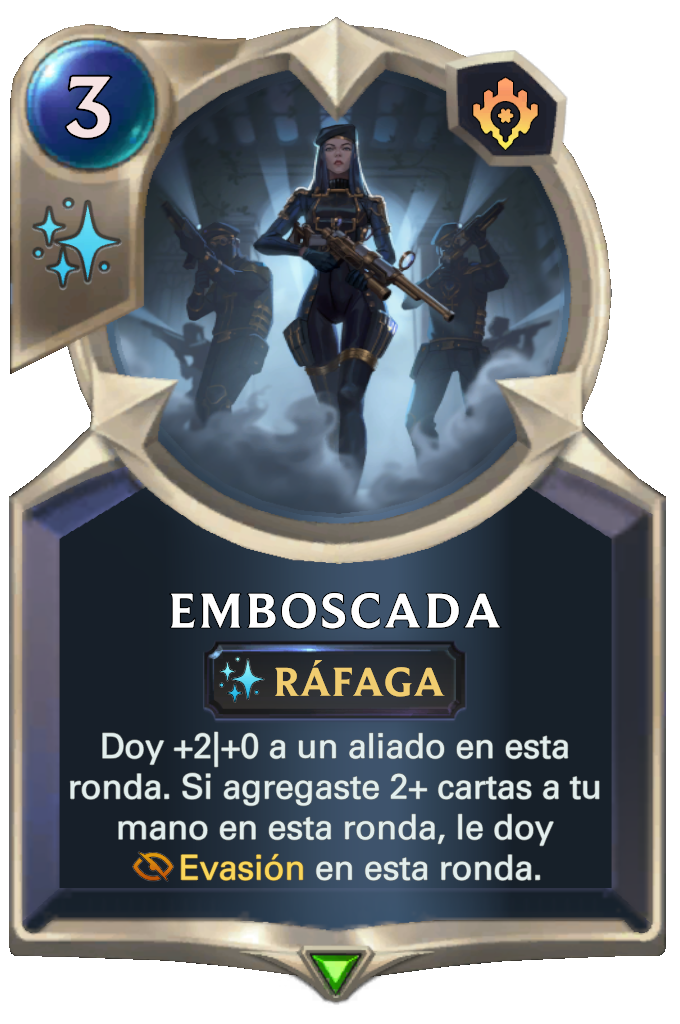 3
EMBOSCADA
RÁFAGA
Doy +2|+0 a un aliado en esta
ronda. Si agregaste 2+ cartas a tu
mano en esta ronda, le doy
Evasión en esta ronda.